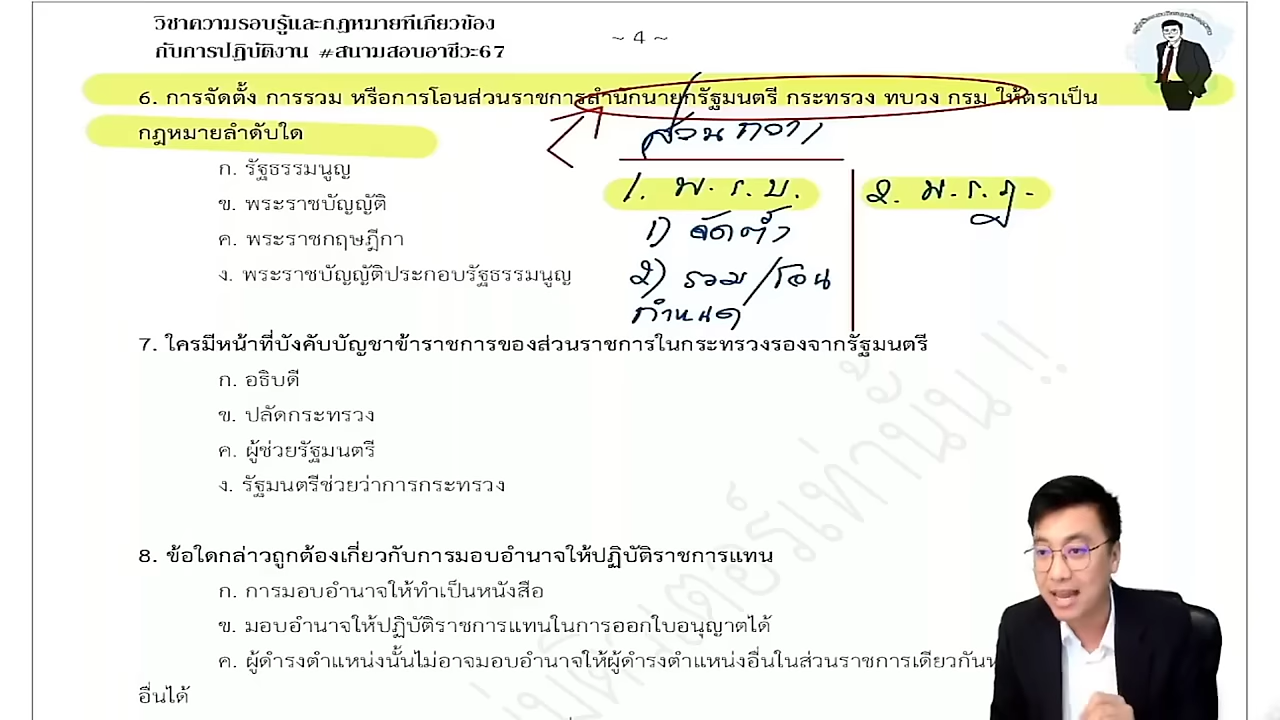 วิชาความรอบรู้และกฎหมายที่เกี่ยวข้อง
กับการปฏิบัติงาน #สนามสอบอาชีวะ67
~ 4 ~
6. การจัดตั้ง การรวม หรือการโอนส่วนราชการสำนักนายกรัฐมนตรี กระทรวง ทบวง กรม ให้ตราเป็น
กฎหมายลำดับใด
ก. รัฐธรรมนูญ
ข. พระราชบัญญัติ
ค. พระราชกฤษฎีกา
ง. พระราชบัญญัติประกอบรัฐธรรมนูญ
ส่วนกลาง
1. พ.ร.บ.
1) จัดตั้ง
2) รวม/โอน
กำหนด
2. พ.ร.ฎ.
7. ใครมีหน้าที่บังคับบัญชาข้าราชการของส่วนราชการในกระทรวงรองจากรัฐมนตรี
ก. อธิบดี
ข. ปลัดกระทรวง
ค. ผู้ช่วยรัฐมนตรี
ง. รัฐมนตรีช่วยว่าการกระทรวง
8. ข้อใดกล่าวถูกต้องเกี่ยวกับการมอบอำนาจให้ปฏิบัติราชการแทน
ก. การมอบอำนาจให้ทำเป็นหนังสือ
ข. มอบอำนาจให้ปฏิบัติราชการแทนในการออกใบอนุญาตได้
ค. ผู้ดำรงตำแหน่งนั้นไม่อาจมอบอำนาจให้ผู้ดำรงตำแหน่งอื่นในส่วนราชการเดียวกัน
อื่นได้